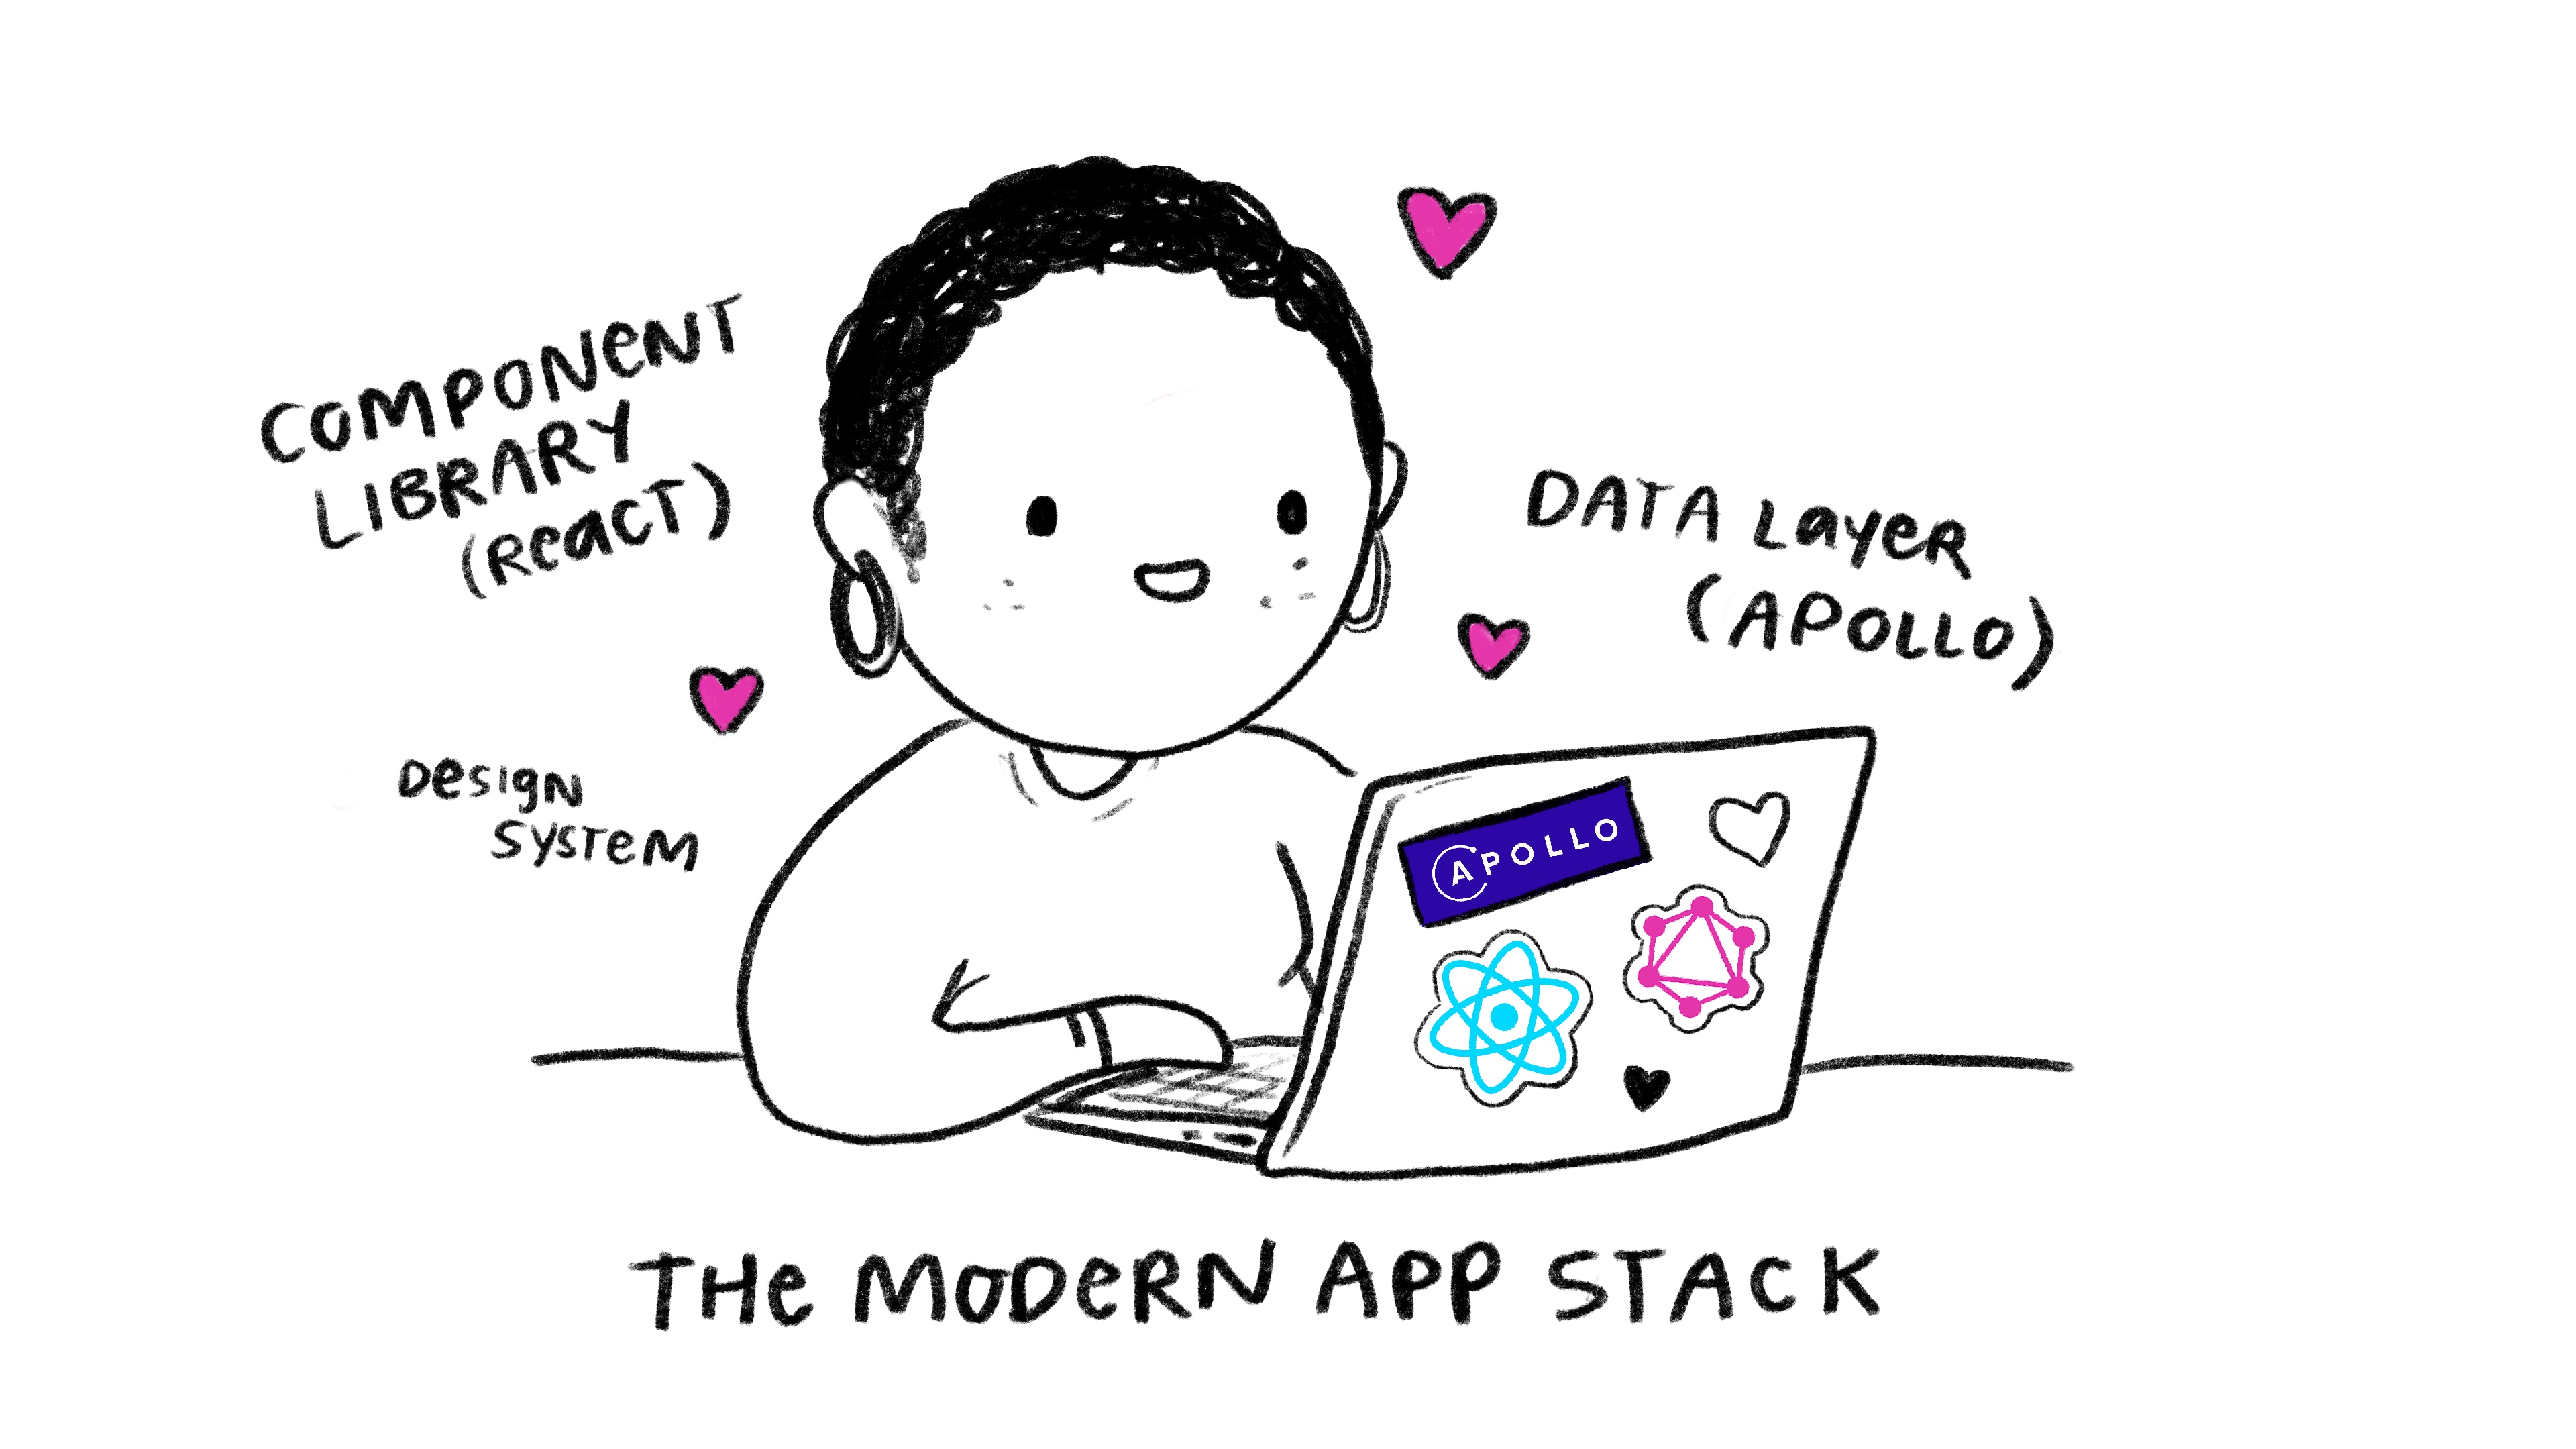 COMPONENT
LIBRARY
(REACT)
DATA LAYER
(APOLLO)
DESIGN
SYSTEM
APOLLO
THE MODERN APP STACK